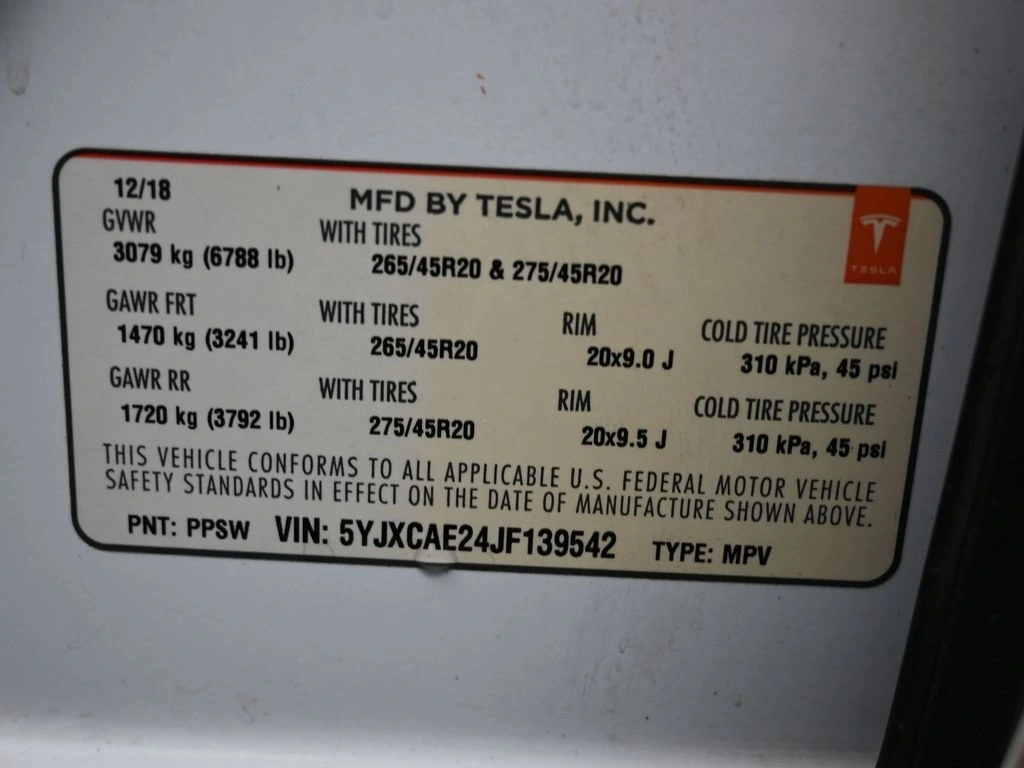 12/18 MFD BY TESLA, INC.
TESLA
GVWR WITH TIRES
3079 kg (6788 lb) 265/45R20 & 275/45R20
GAWR FRT WITH TIRES RIM COLD TIRE PRESSURE
1470 kg (3241 lb) 265/45R20 20x9.0 J 310 kPa, 45 psi
GAWR RR WITH TIRES RIM COLD TIRE PRESSURE
1720 kg (3792 lb) 275/45R20 20x9.5 J 310 kPa, 45 psi
THIS VEHICLE CONFORMS TO ALL APPLICABLE U.S. FEDERAL MOTOR VEHICLE
SAFETY STANDARDS IN EFFECT ON THE DATE OF MANUFACTURE SHOWN ABOVE.
PNT: PPSW VIN: 5YJXCAE24JF139542 TYPE: MPV